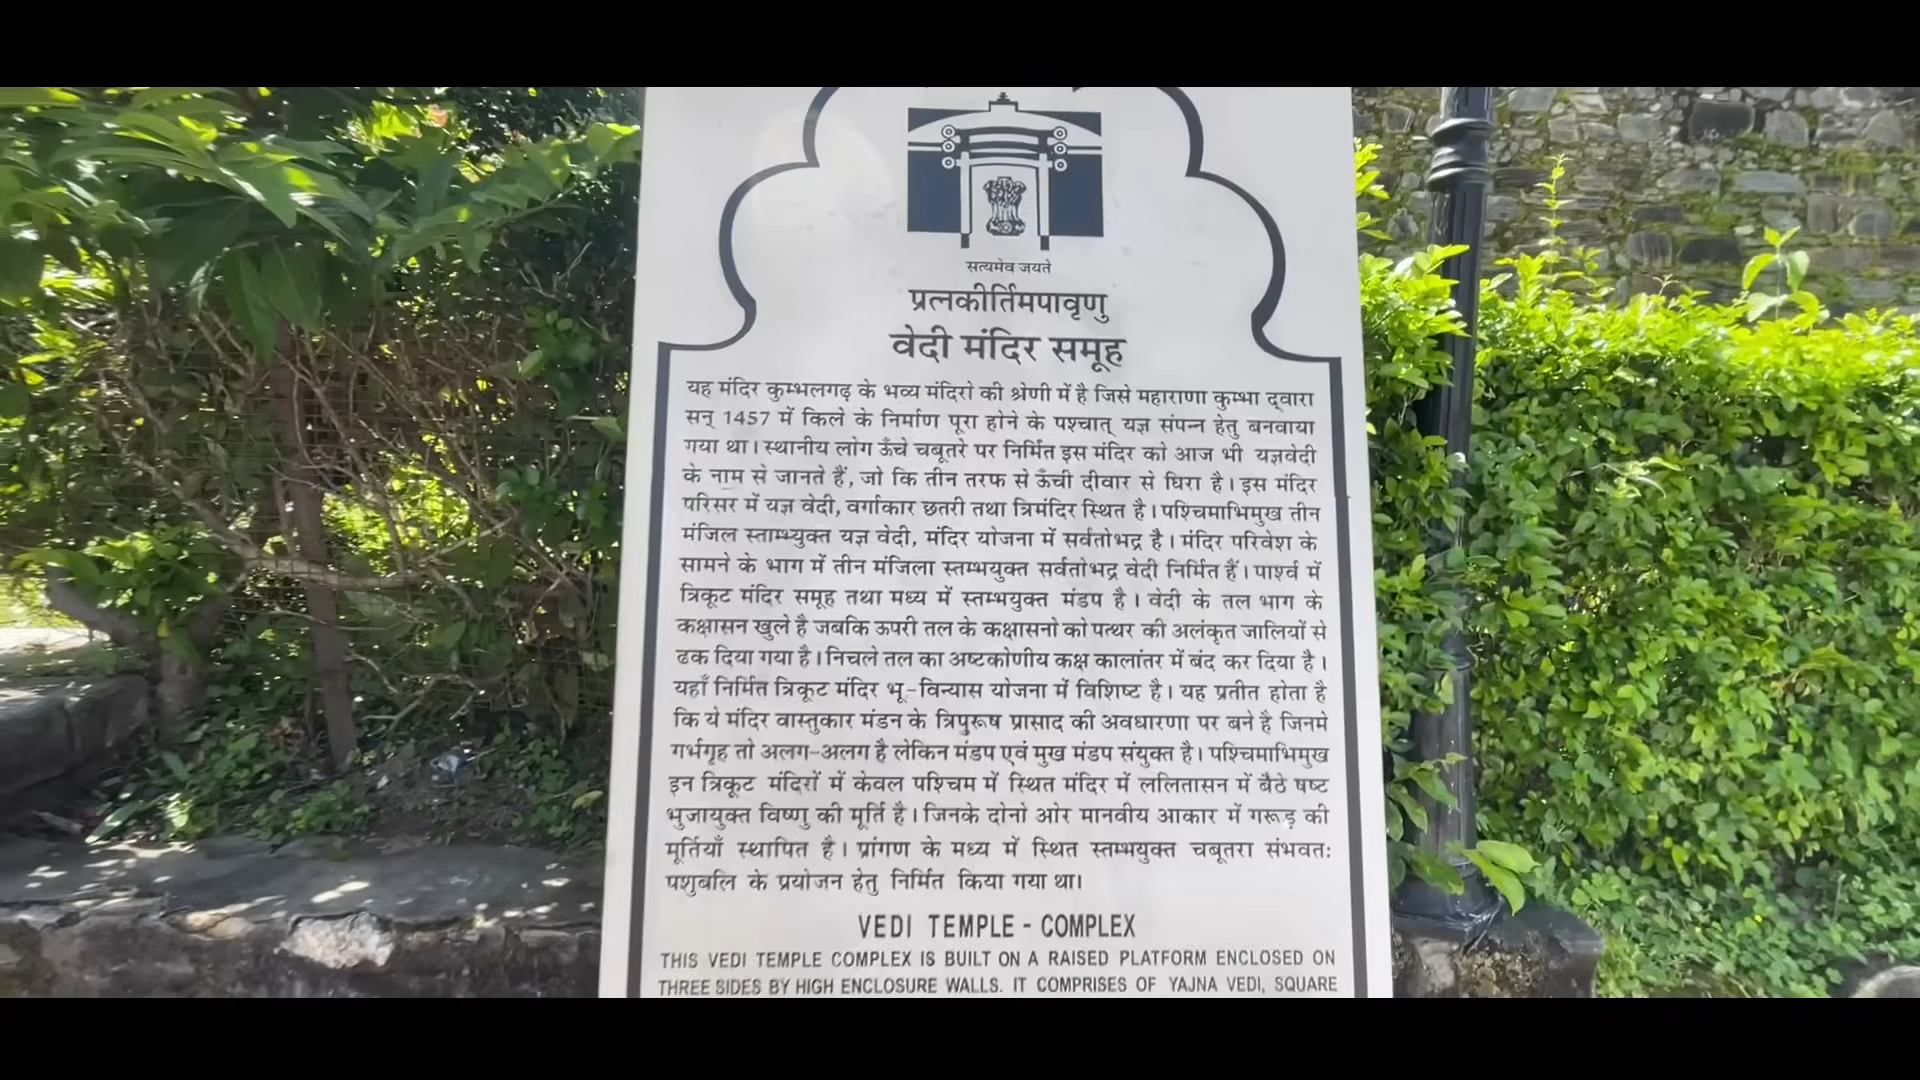 सत्यमेव जयते
प्रत्नकीर्तिमपावृणु
वेदी मंदिर समूह
यह मंदिर कुम्भलगढ़ के भव्य मंदिरो की श्रेणी में है जिसे महाराणा कुम्भा द्वारा
सन् 1457 में किले के निर्माण पूरा होने के पश्चात् यज्ञ संपन्न हेतु बनवाया
गया था। स्थानीय लोग ऊँचे चबूतरे पर निर्मित इस मंदिर को आज भी यज्ञवेदी
के नाम से जानते हैं, जो कि तीन तरफ से ऊँची दीवार से घिरा है। इस मंदिर
परिसर में यज्ञ वेदी, वर्गाकार छतरी तथा त्रिमंदिर स्थित है। पश्चिमाभिमुख तीन
मंजिल स्ताम्भ्युक्त यज्ञ वेदी, मंदिर योजना में सर्वतोभद्र है। मंदिर परिवेश के
सामने के भाग में तीन मंजिला स्तम्भयुक्त सर्वतोभद्र वेदी निर्मित हैं। पार्श्व में
त्रिकूट मंदिर समूह तथा मध्य में स्तम्भयुक्त मंडप है। वेदी के तल भाग के
कक्षासन खुले है जबकि ऊपरी तल के कक्षासनो को पत्थर की अलंकृत जालियों से
ढक दिया गया है। निचले तल का अष्टकोणीय कक्ष कालांतर में बंद कर दिया है।
यहाँ निर्मित त्रिकूट मंदिर भू-विन्यास योजना में विशिष्ट है। यह प्रतीत होता है
कि ये मंदिर वास्तुकार मंडन के त्रिपुरूष प्रासाद की अवधारणा पर बने है जिनमे
गर्भगृह तो अलग-अलग है लेकिन मंडप एवं मुख मंडप संयुक्त है। पश्चिमाभिमुख
इन त्रिकूट मंदिरों में केवल पश्चिम में स्थित मंदिर में ललितासन में बैठे षष्ट
भुजायुक्त विष्णु की मूर्ति है। जिनके दोनो ओर मानवीय आकार में गरूड़ की
मूर्तियाँ स्थापित है। प्रांगण के मध्य में स्थित स्तम्भयुक्त चबूतरा संभवतः
पशुबलि के प्रयोजन हेतु निर्मित किया गया था।
VEDI TEMPLE - COMPLEX
THIS VEDI TEMPLE COMPLEX IS BUILT ON A RAISED PLATFORM ENCLOSED ON
THREE SIDES BY HIGH ENCLOSURE WALLS. IT COMPRISES OF YAJNA VEDI, SQUARE